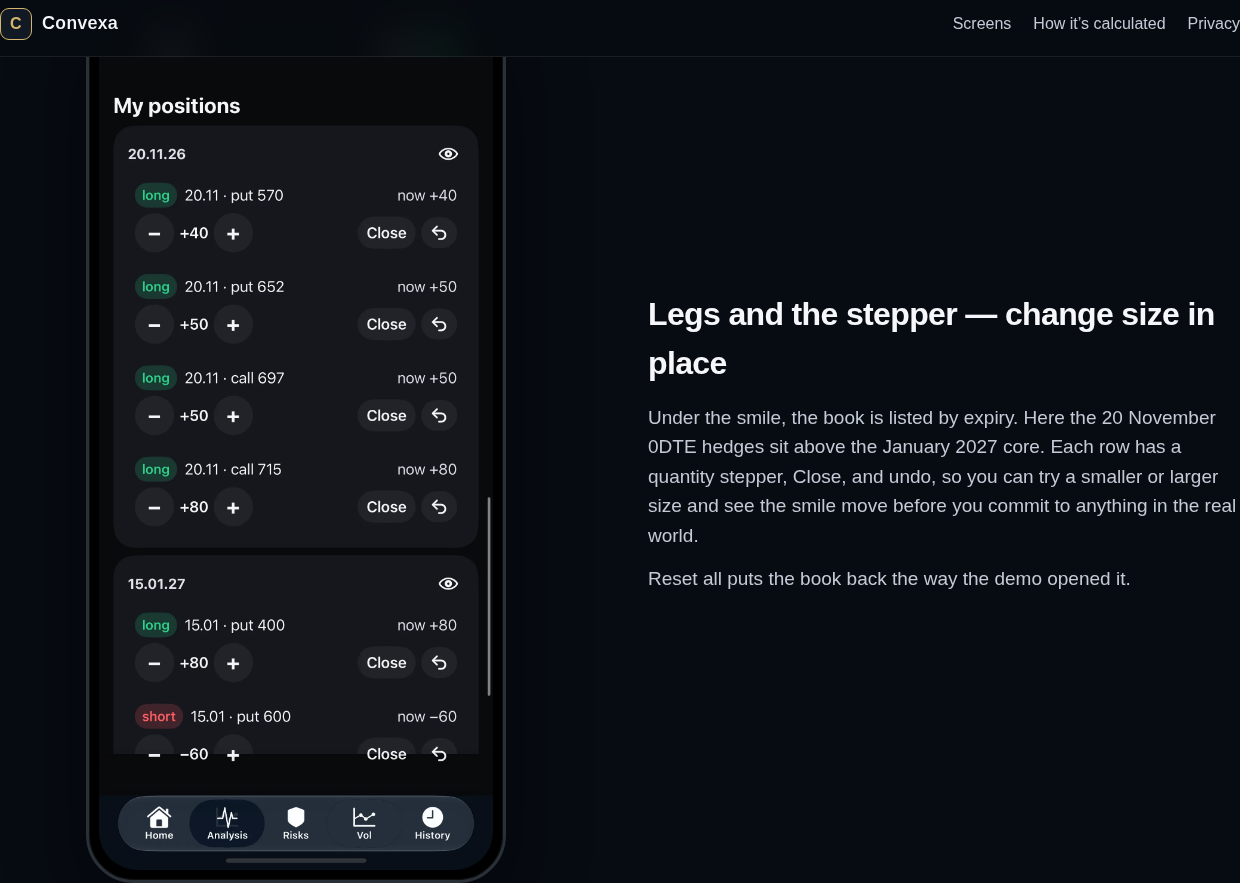 C Convexa
Screens How it's calculated Privacy
My positions
20.11.26
long 20.11 · put 570 now +40
− +40 + Close
long 20.11 · put 652 now +50
− +50 + Close
long 20.11 · call 697 now +50
− +50 + Close
long 20.11 · call 715 now +80
− +80 + Close
15.01.27
long 15.01 · put 400 now +80
− +80 + Close
short 15.01 · put 600 now −60
− −60 + Close
Home Analysis Risks Vol History
Legs and the stepper — change size in
place
Under the smile, the book is listed by expiry. Here the 20 November
0DTE hedges sit above the January 2027 core. Each row has a
quantity stepper, Close, and undo, so you can try a smaller or larger
size and see the smile move before you commit to anything in the real
world.
Reset all puts the book back the way the demo opened it.